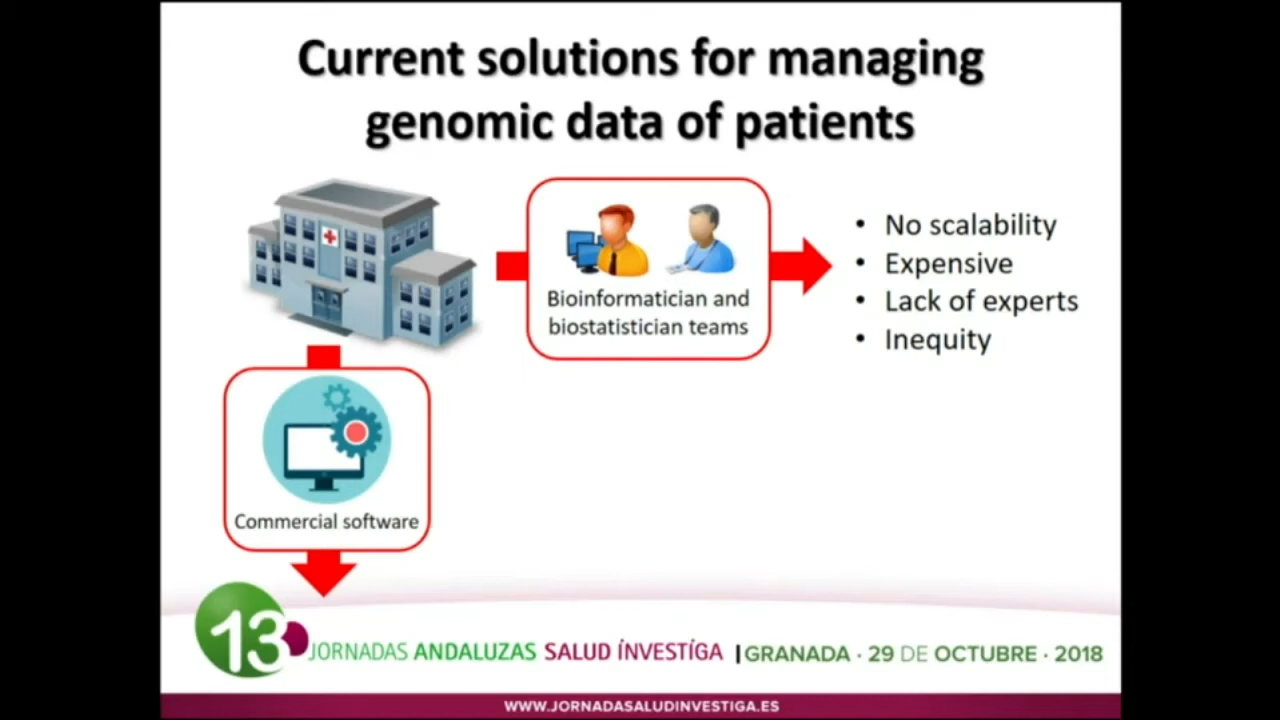 Current solutions for managing
genomic data of patients
Bioinformatician and
biostatistician teams
• No scalability
• Expensive
• Lack of experts
• Inequity
Commercial software
13 JORNADAS ANDALUZAS SALUD ÍNVESTÍGA | GRANADA · 29 DE OCTUBRE · 2018
WWW.JORNADASALUDINVESTIGA.ES